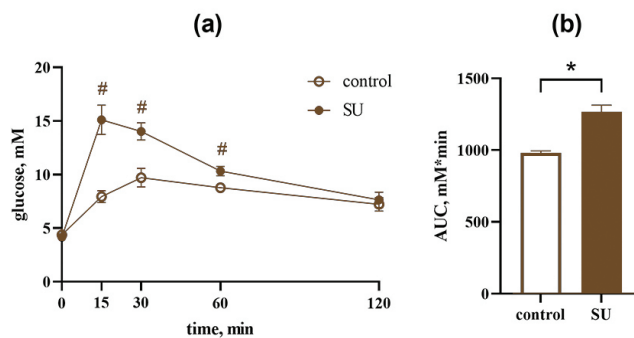 (a)
(b)
glucose, mM
20
15
10
5
0
#
#
#
control
SU
0 15 30 60 120
time, min
AUC, mM*min
1500
1000
500
0
*
control SU